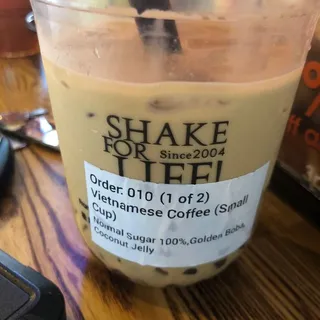 SHAKE
FOR Since2004
LIFE!
Order: 010 (1 of 2)
Vietnamese Coffee (Small
Cup)
Normal Sugar 100%,Golden Boba,
Coconut Jelly